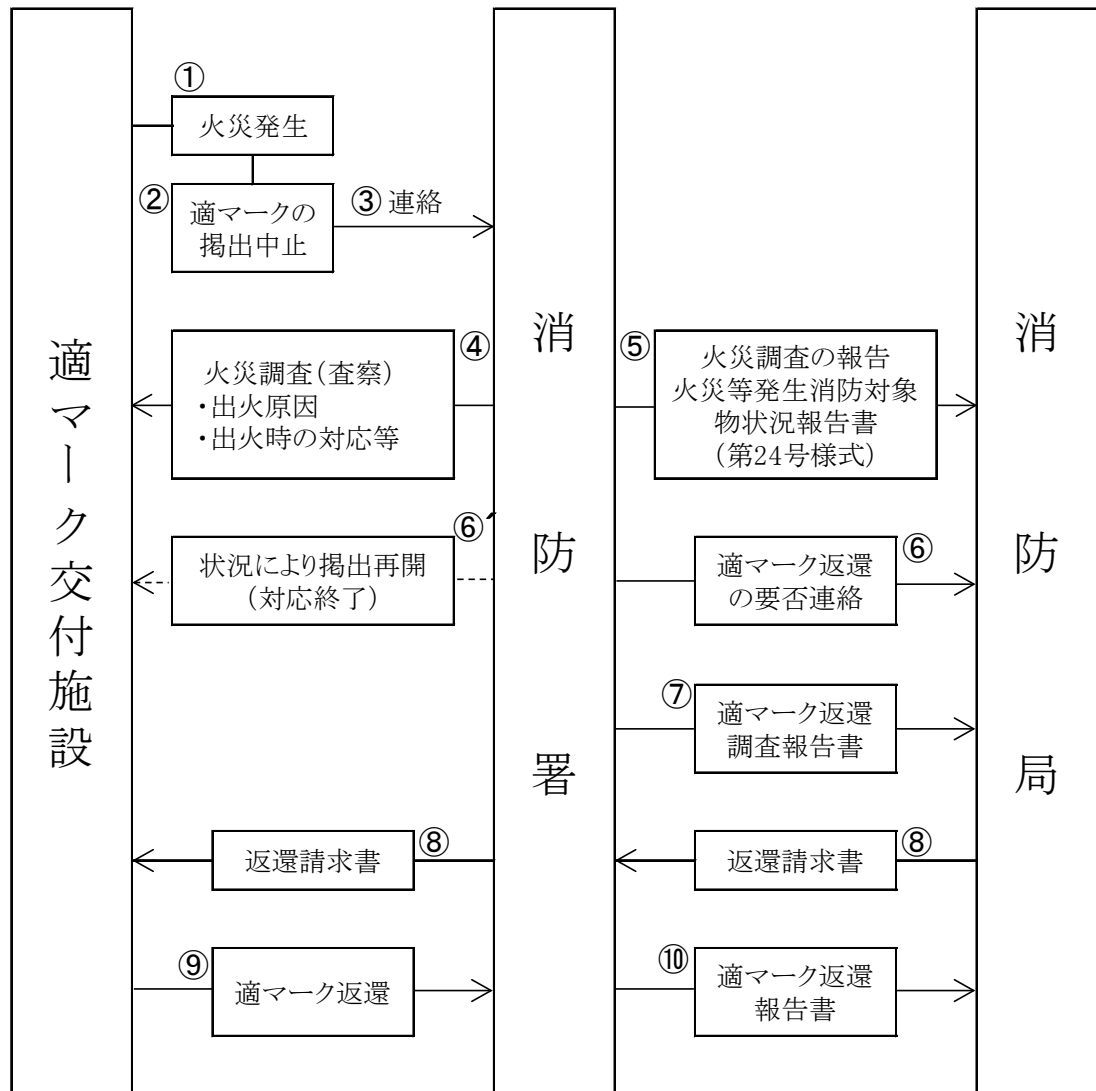 適マーク交付施設
消防署
消防局
①
火災発生
②
適マークの
掲出中止
③ 連絡
④
火災調査(査察)
・出火原因
・出火時の対応等
⑤
火災調査の報告
火災等発生消防対象
物状況報告書
(第24号様式)
⑥´
状況により掲出再開
(対応終了)
⑥
適マーク返還
の要否連絡
⑦
適マーク返還
調査報告書
返還請求書
⑧
返還請求書
⑧
⑨
適マーク返還
⑩
適マーク返還
報告書